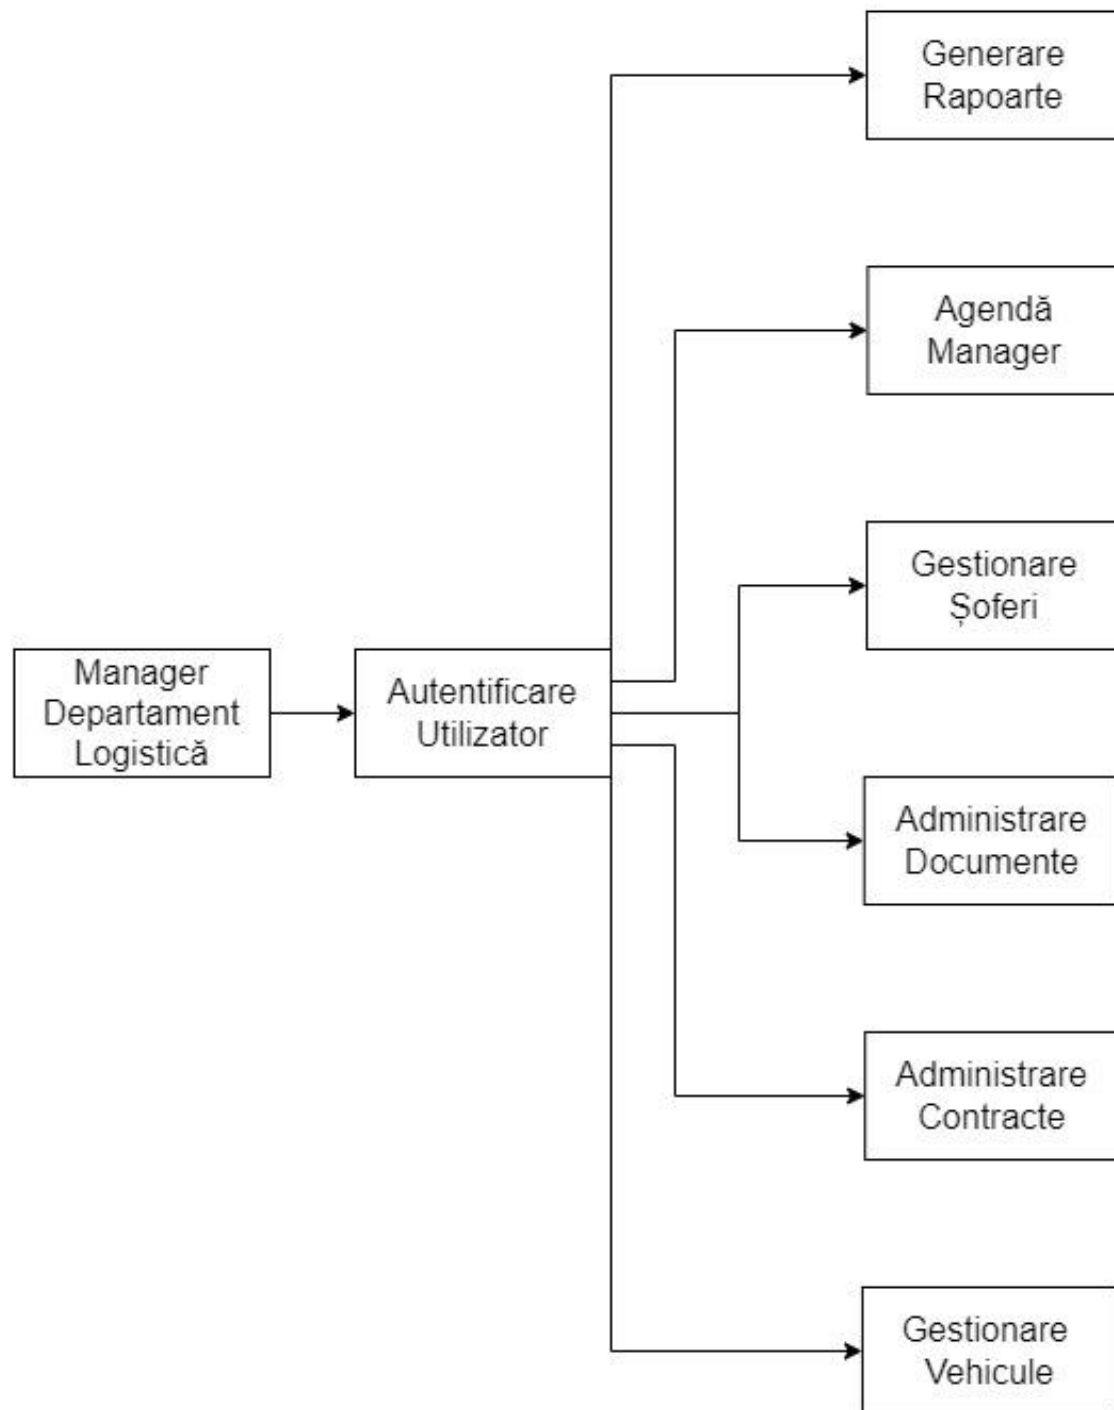 Generare
Rapoarte
Agendă
Manager
Gestionare
Șoferi
Manager
Departament
Logistică
Autentificare
Utilizator
Administrare
Documente
Administrare
Contracte
Gestionare
Vehicule